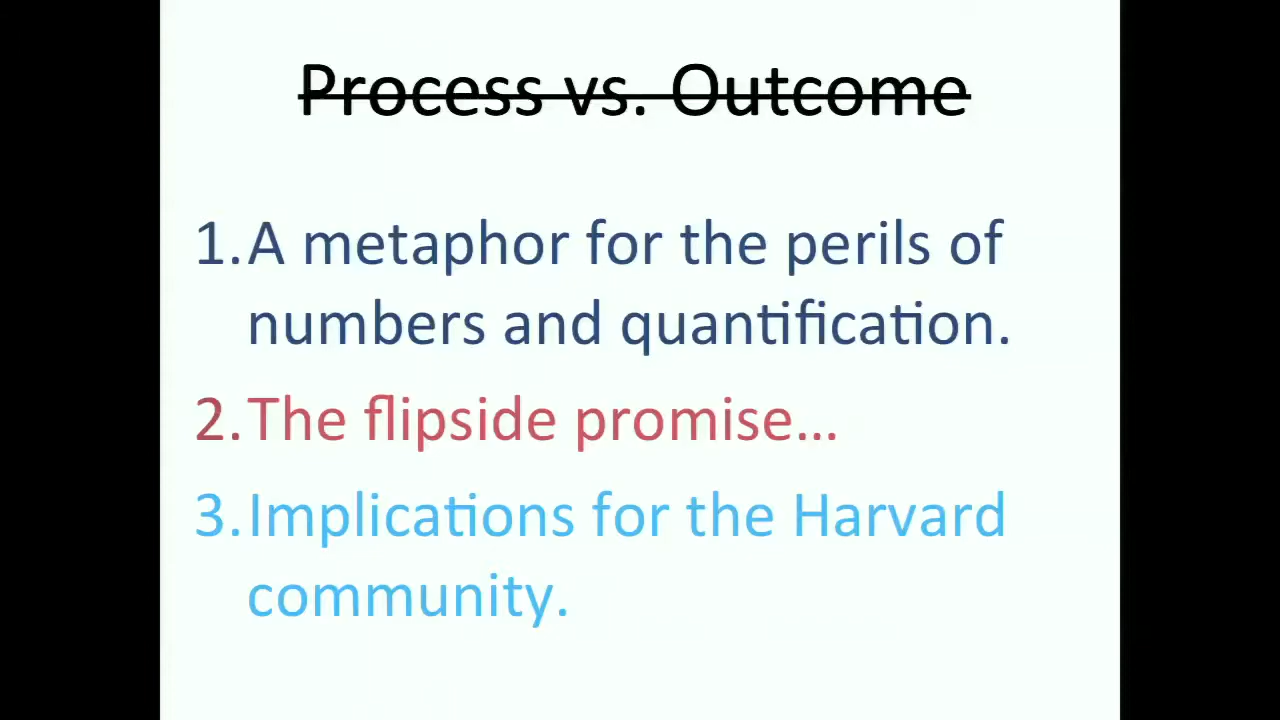 Process vs. Outcome
1. A metaphor for the perils of
numbers and quantification.
2. The flipside promise...
3. Implications for the Harvard
community.